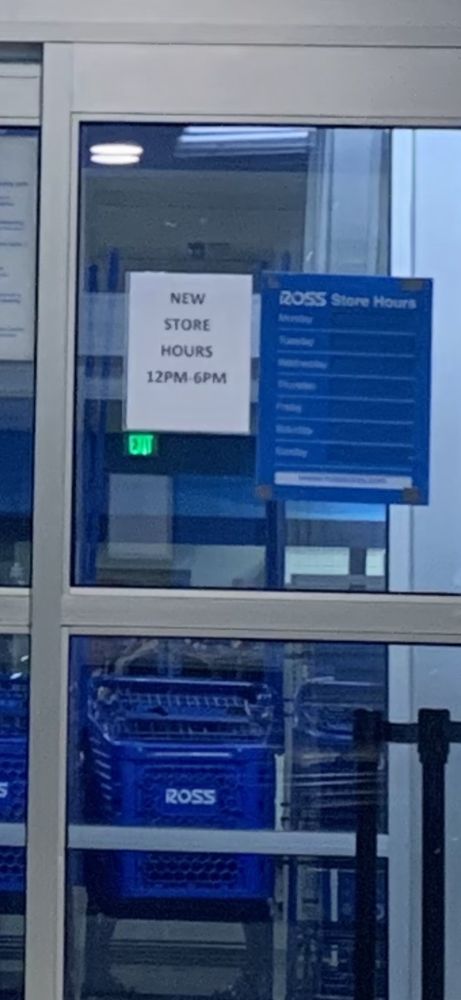 NEW
STORE
HOURS
12PM-6PM
ROSS Store Hours
Monday
Tuesday
Wednesday
Thursday
Friday
Saturday
Sunday
EXIT
ROSS